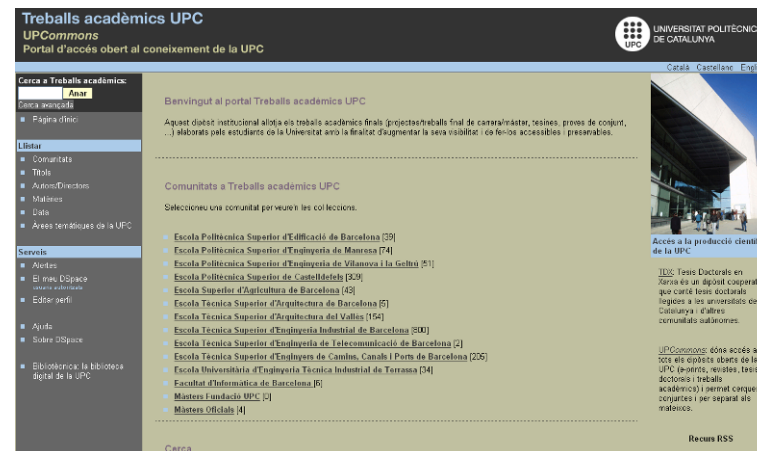 Treballs acadèmics UPC
UPCommons
Portal d'accés obert al coneixement de la UPC
UPC
UNIVERSITAT POLITÈCNIC
DE CATALUNYA
Català Castellano Engl
Cerca a Treballs acadèmics:
Anar
Cerca avançada
Pàgina d'inici
Llistar
Comunitats
Títols
Autors/Directors
Matèries
Data
Àrees temàtiques de la UPC
Serveis
Alertes
El meu DSpace
usuaris autoritzats
Editar perfil
Ajuda
Sobre DSpace
Bibliotècnica: la biblioteca
digital de la UPC
Benvingut al portal Treballs acadèmics UPC
Aquest dipòsit institucional allotja els treballs acadèmics finals (projectes/treballs final de carrera/màster, tesines, proves de conjunt,
...) elaborats pels estudiants de la Universitat amb la finalitat d'augmentar la seva visibilitat i de fer-los accessibles i preservables.
Comunitats a Treballs acadèmics UPC
Seleccioneu una comunitat per veure'n les col·leccions.
Escola Politècnica Superior d'Edificació de Barcelona [39]
Escola Politècnica Superior d'Enginyeria de Manresa [74]
Escola Politècnica Superior d'Enginyeria de Vilanova i la Geltrú [51]
Escola Politècnica Superior de Castelldefels [309]
Escola Superior d'Agricultura de Barcelona [43]
Escola Tècnica Superior d'Arquitectura de Barcelona [5]
Escola Tècnica Superior d'Arquitectura del Vallès [154]
Escola Tècnica Superior d'Enginyeria Industrial de Barcelona [800]
Escola Tècnica Superior d'Enginyeria de Telecomunicació de Barcelona [2]
Escola Tècnica Superior d'Enginyers de Camins, Canals i Ports de Barcelona [205]
Escola Universitària d'Enginyeria Tècnica Industrial de Terrassa [34]
Facultat d'Informàtica de Barcelona [6]
Màsters Fundació UPC [0]
Màsters Oficials [4]
Cerca
Accés a la producció científ
de la UPC
TDX: Tesis Doctorals en
Xarxa és un dipòsit cooperat
que conté tesis doctorals
llegides a les universitats de
Catalunya i d'altres
comunitats autònomes.
UPCommons: dóna accés a
tots els dipòsits oberts de la
UPC (e-prints, revistes, tesis
doctorals i treballs
acadèmics) i permet cerques
conjuntes i per separat als
mateixos.
Recurs RSS